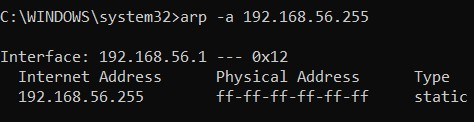 C:\WINDOWS\system32>arp -a 192.168.56.255
Interface: 192.168.56.1 --- 0x12
  Internet Address      Physical Address      Type
  192.168.56.255        ff-ff-ff-ff-ff-ff     static